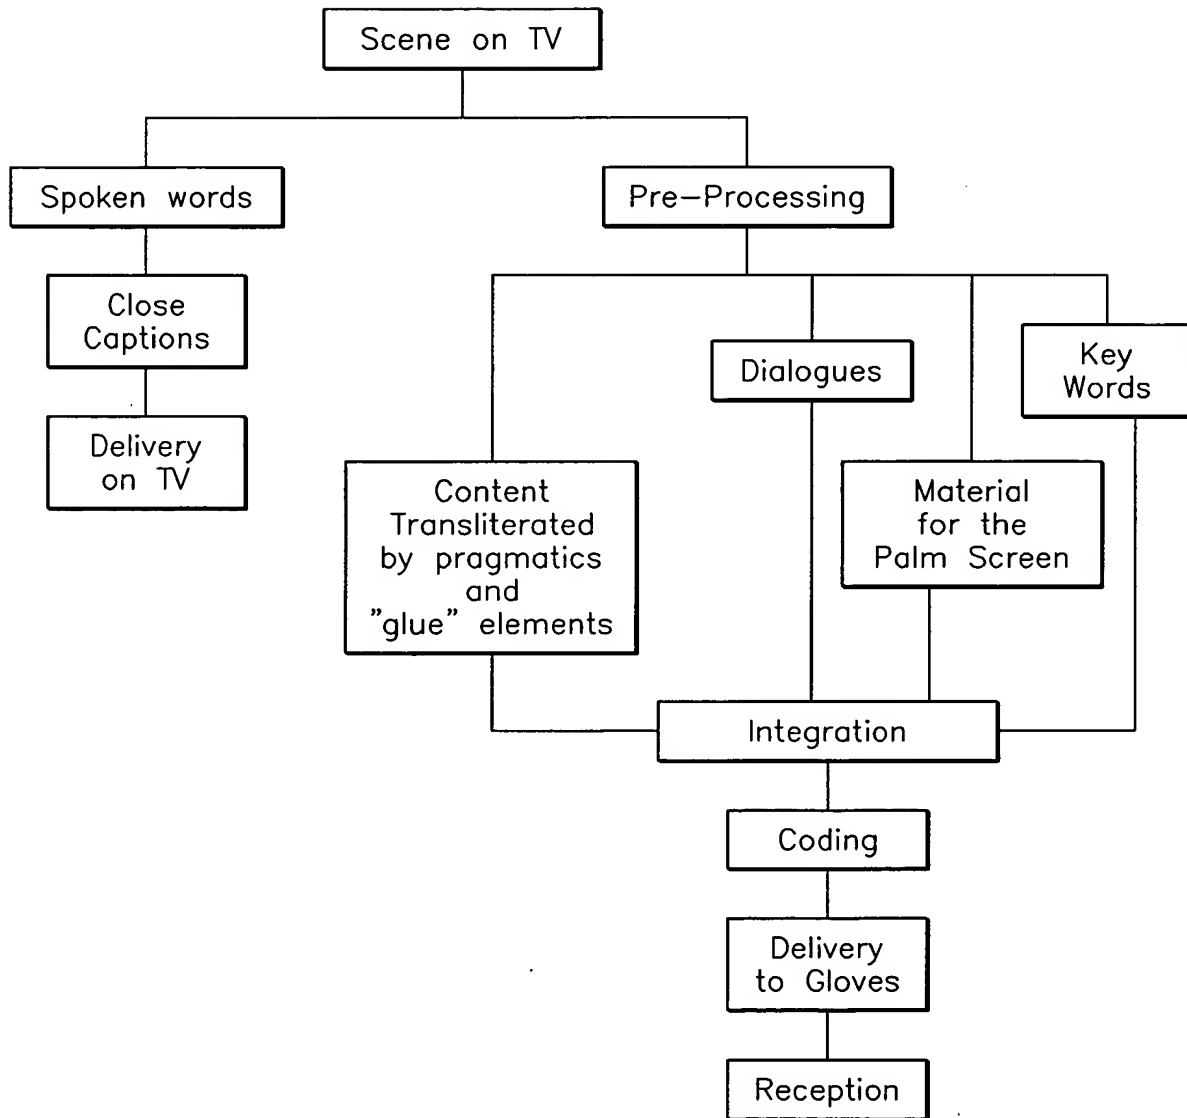 Scene on TV
Spoken words
Pre-Processing
Close
Captions
Dialogues
Key
Words
Delivery
on TV
Content
Transliterated
by pragmatics
and
"glue" elements
Material
for the
Palm Screen
Integration
Coding
Delivery
to Gloves
Reception